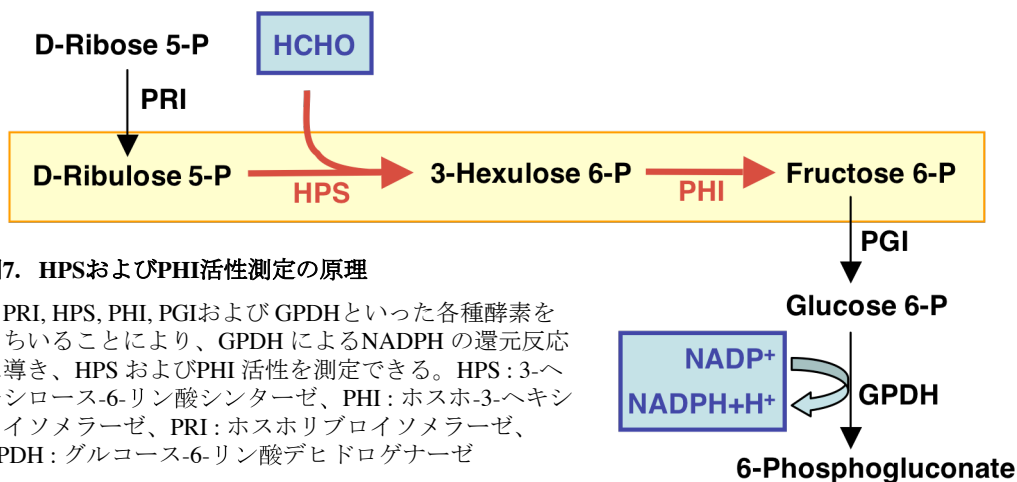 D-Ribose 5-P
HCHO
PRI
D-Ribulose 5-P
HPS
3-Hexulose 6-P
PHI
Fructose 6-P
PGI
7. HPSおよびPHI活性測定の原理
Glucose 6-P
PRI, HPS, PHI, PGIおよび GPDHといった各種酵素を
ちいることにより、GPDH によるNADPH の還元反応
導き、HPS およびPHI 活性を測定できる。HPS : 3-ヘ
シロース-6-リン酸シンターゼ、PHI : ホスホ-3-ヘキシ
イソメラーゼ、PRI : ホスホリブロイソメラーゼ、
PDH : グルコース-6-リン酸デヒドロゲナーゼ
NADP⁺
NADPH+H⁺
GPDH
6-Phosphogluconate